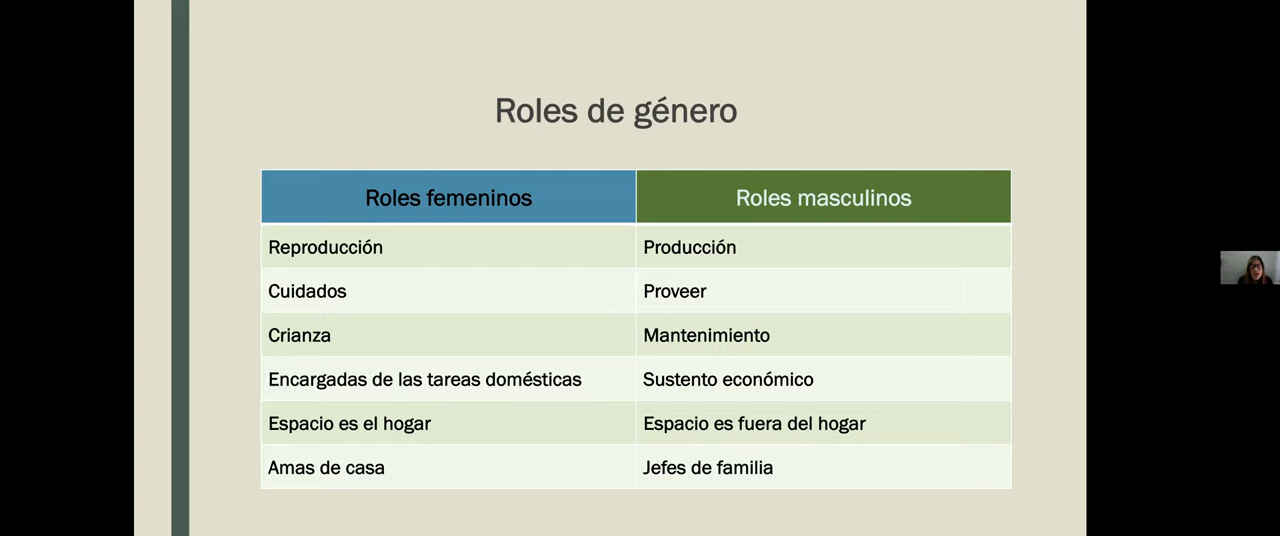 Roles de género
Roles femeninos Roles masculinos
Reproducción Producción
Cuidados Proveer
Crianza Mantenimiento
Encargadas de las tareas domésticas Sustento económico
Espacio es el hogar Espacio es fuera del hogar
Amas de casa Jefes de familia